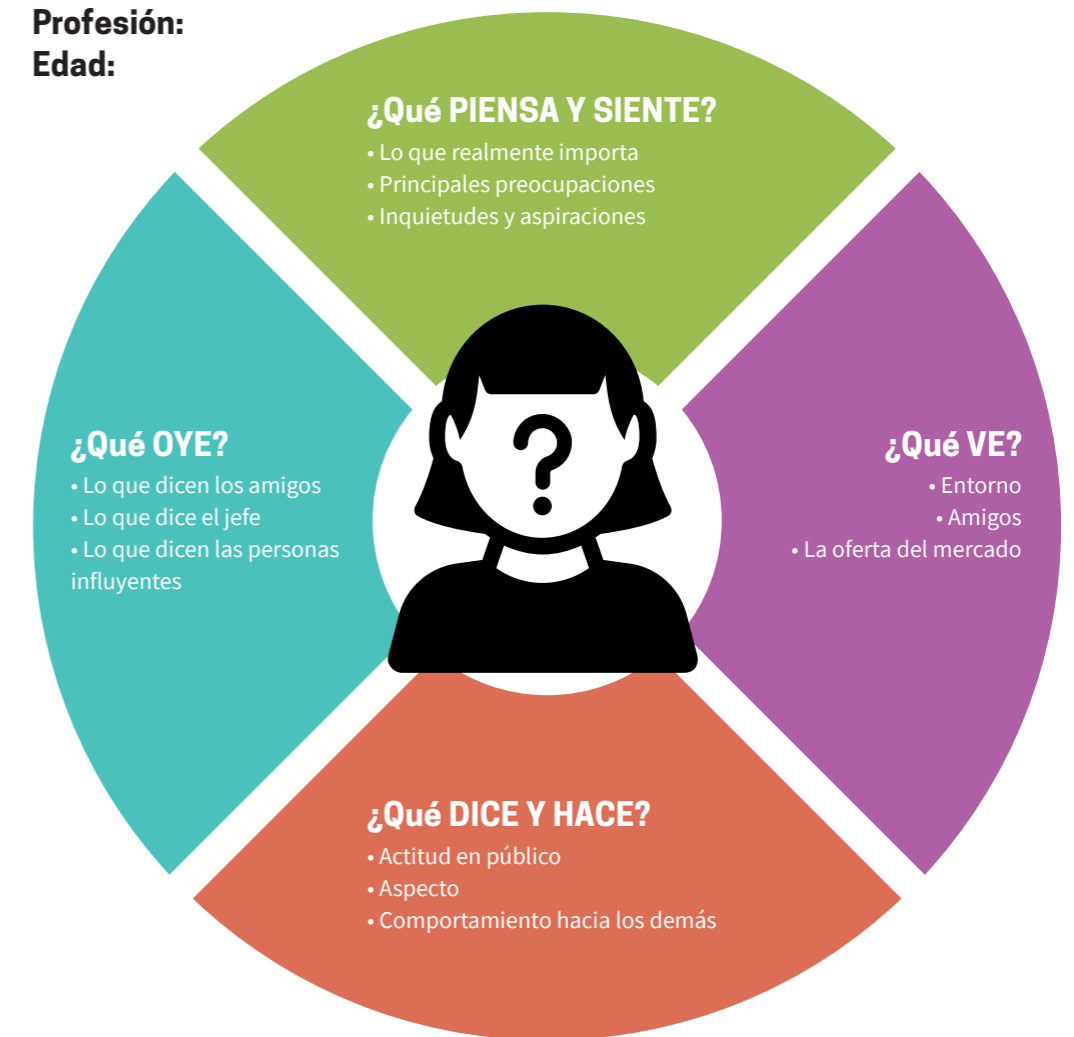 Profesión:
Edad:
¿Qué PIENSA Y SIENTE?
• Lo que realmente importa
• Principales preocupaciones
• Inquietudes y aspiraciones
¿Qué OYE?
• Lo que dicen los amigos
• Lo que dice el jefe
• Lo que dicen las personas
influyentes
¿Qué VE?
• Entorno
• Amigos
• La oferta del mercado
?
¿Qué DICE Y HACE?
• Actitud en público
• Aspecto
• Comportamiento hacia los demás